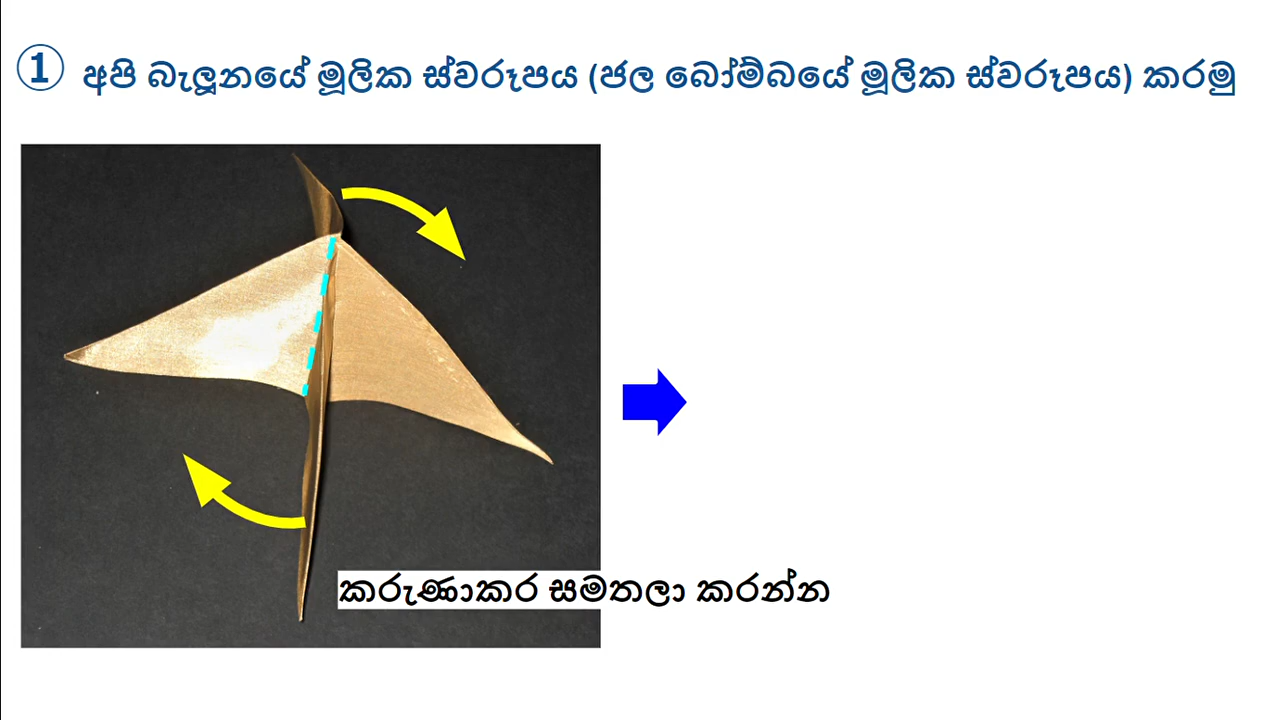 ① අපි බැලූනයේ මූලික ස්වරූපය (ජල බෝම්බයේ මූලික ස්වරූපය) කරමු
කරුණාකර සමතලා කරන්න